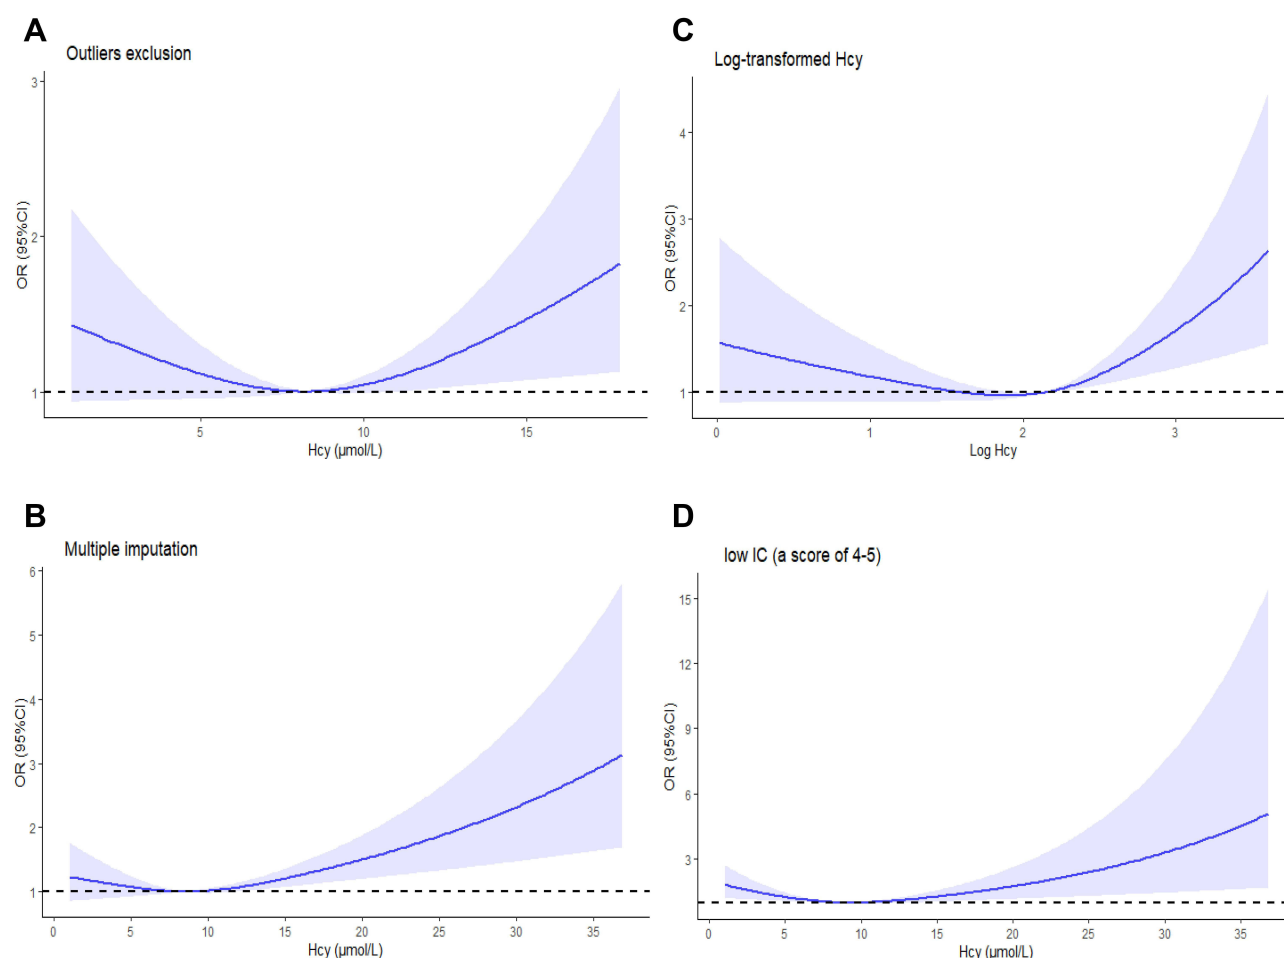 A
Outliers exclusion
3
2
1
OR (95%CI)
5 10 15
Hcy (µmol/L)
C
Log-transformed Hcy
4
3
2
1
OR (95%CI)
0 1 2 3
Log Hcy
B
Multiple imputation
6
5
4
3
2
1
OR (95%CI)
0 5 10 15 20 25 30 35
Hcy (µmol/L)
D
low IC (a score of 4-5)
15
12
9
6
3
OR (95%CI)
0 5 10 15 20 25 30 35
Hcy (µmol/L)